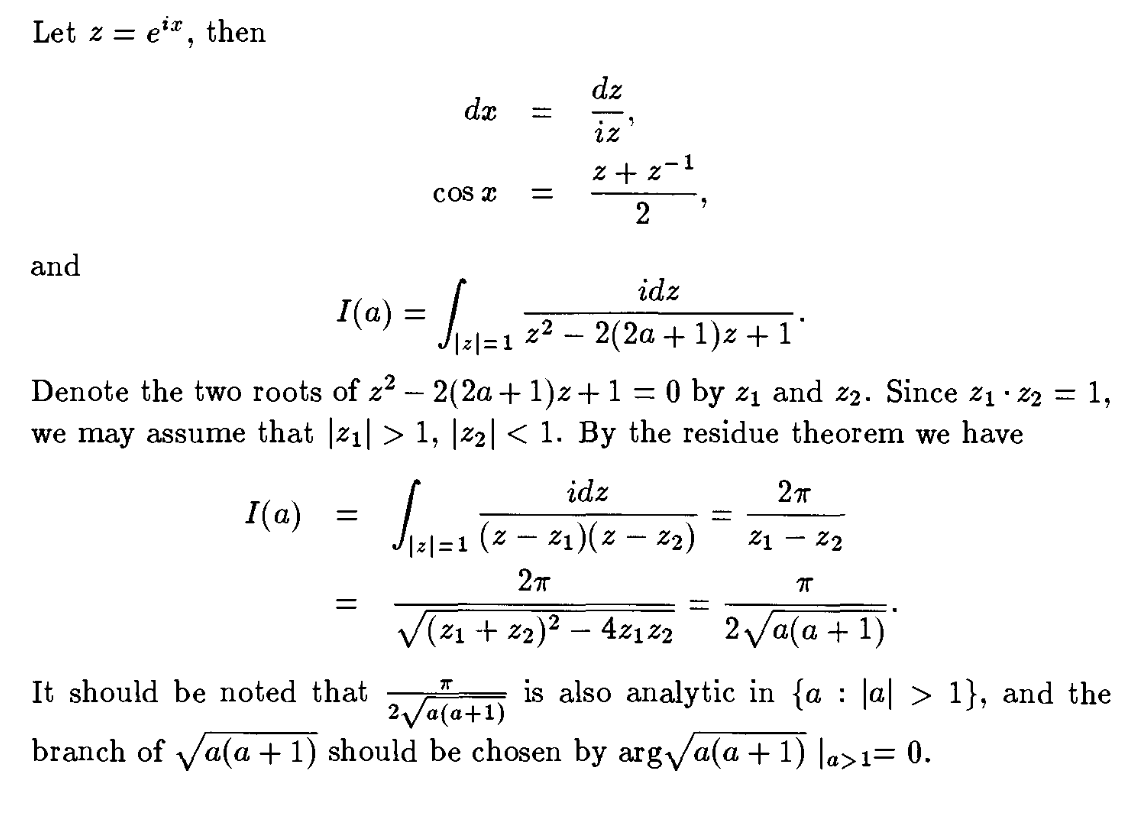 Let $z = e^{ix}$, then
$dx = \frac{dz}{iz},$
$\cos x = \frac{z + z^{-1}}{2},$
and
$I(a) = \int_{|z|=1} \frac{idz}{z^2 - 2(2a+1)z + 1}.$
Denote the two roots of $z^2 - 2(2a+1)z + 1 = 0$ by $z_1$ and $z_2$. Since $z_1 \cdot z_2 = 1$,
we may assume that $|z_1| > 1$, $|z_2| < 1$. By the residue theorem we have
$I(a) = \int_{|z|=1} \frac{idz}{(z - z_1)(z - z_2)} = \frac{2\pi}{z_1 - z_2}$
$= \frac{2\pi}{\sqrt{(z_1 + z_2)^2 - 4z_1z_2}} = \frac{\pi}{2\sqrt{a(a+1)}}.$
It should be noted that $\frac{\pi}{2\sqrt{a(a+1)}}$ is also analytic in $\{a : |a| > 1\}$, and the
branch of $\sqrt{a(a+1)}$ should be chosen by $\arg\sqrt{a(a+1)}\,|_{a>1} = 0$.